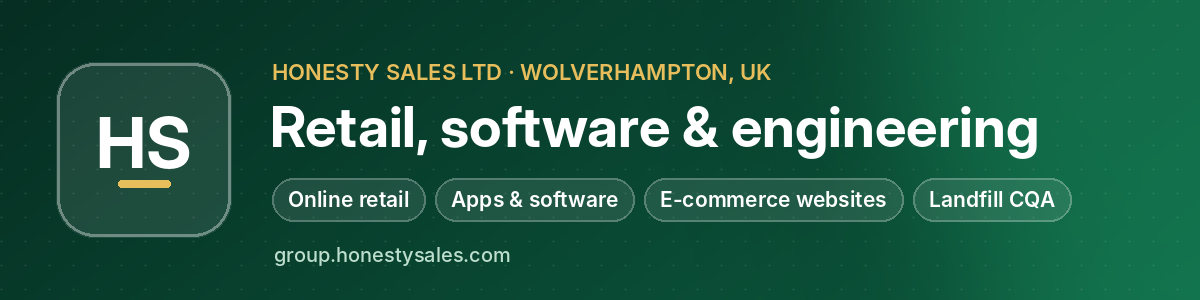 HS
HONESTY SALES LTD · WOLVERHAMPTON, UK
Retail, software & engineering
Online retail Apps & software E-commerce websites Landfill CQA
group.honestysales.com